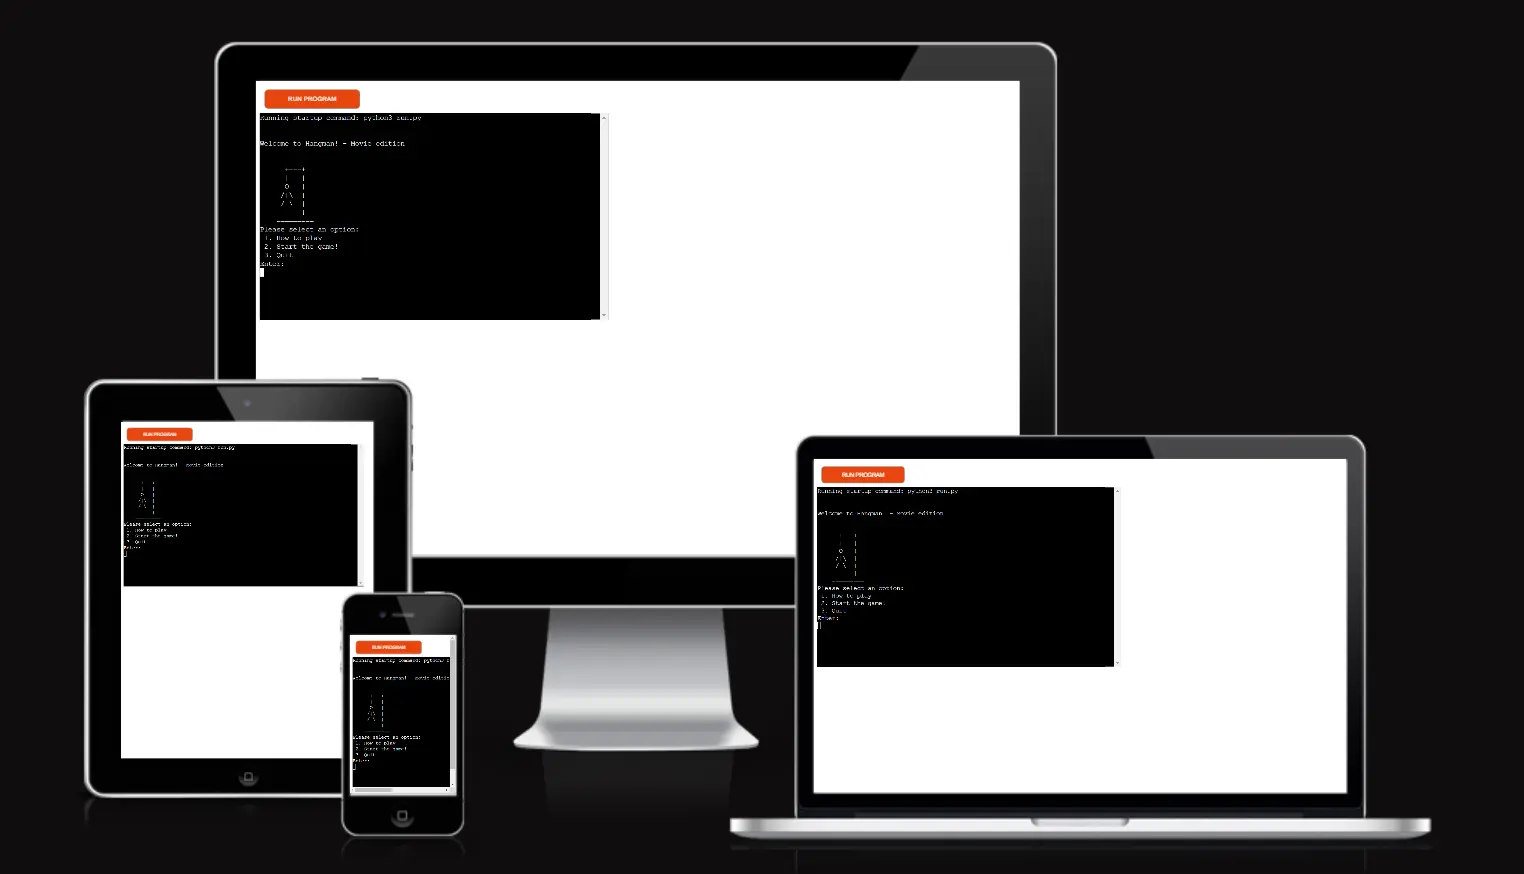 RUN PROGRAM
Running startup command: python3 run.py
Welcome to Hangman! - Movie edition
+---+
|   |
O   |
/|\  |
/ \  |
|
=========
Please select an option:
1. How to play
2. Start the game!
3. Quit
Enter:
RUN PROGRAM
Running startup command: python3 run.py
Welcome to Hangman! - Movie edition
Please select an option:
1. How to play
2. Start the game!
3. Quit
Enter:
RUN PROGRAM
Running startup command: python3 r
Welcome to Hangman! - Movie editio
Please select an option:
1. How to play
2. Start the game!
3. Quit
Enter:
RUN PROGRAM
Running startup command: python3 run.py
Welcome to Hangman! - Movie edition
Please select an option:
1. How to play
2. Start the game!
3. Quit
Enter: